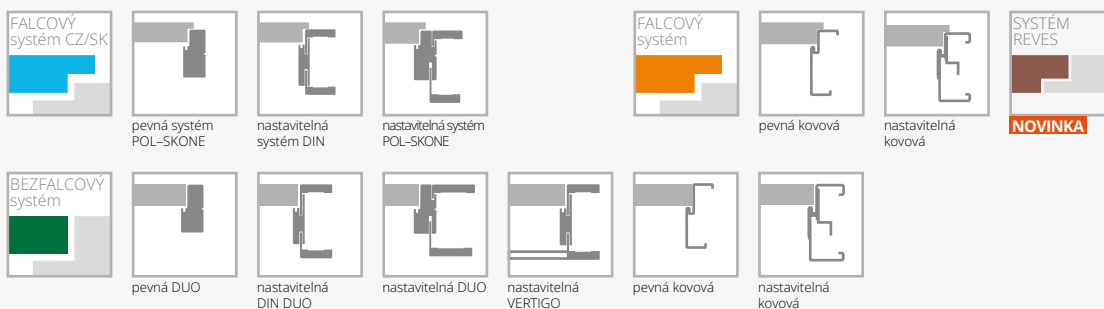 FALCOVÝ
systém CZ/SK
pevná systém
POL–SKONE
nastavitelná
systém DIN
nastavitelná systém
POL–SKONE
FALCOVÝ
systém
pevná kovová
nastavitelná
kovová
SYSTÉM
REVES
NOVINKA
BEZFALCOVÝ
systém
pevná DUO
nastavitelná
DIN DUO
nastavitelná DUO
nastavitelná
VERTIGO
pevná kovová
nastavitelná
kovová